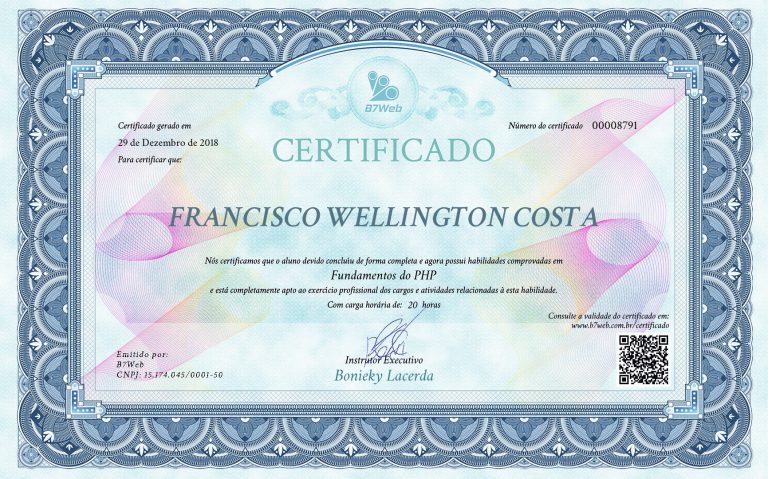 B7Web
Certificado gerado em
29 de Dezembro de 2018
Para certificar que:
Número do certificado 00008791
CERTIFICADO
FRANCISCO WELLINGTON COSTA
Nós certificamos que o aluno devido concluíu de forma completa e agora possui habilidades comprovadas em
Fundamentos do PHP
e está completamente apto ao exercício profissional dos cargos e atividades relacionadas à esta habilidade.
Com carga horária de: 20 horas
Consulte a validade do certificado em:
www.b7web.com.br/certificado
Emitido por:
B7Web
CNPJ: 15.174.045/0001-50
Instrutor Executivo
Bonieky Lacerda